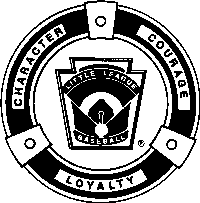 CHARACTER
COURAGE
LITTLE LEAGUE
BASEBALL
®
LOYALTY